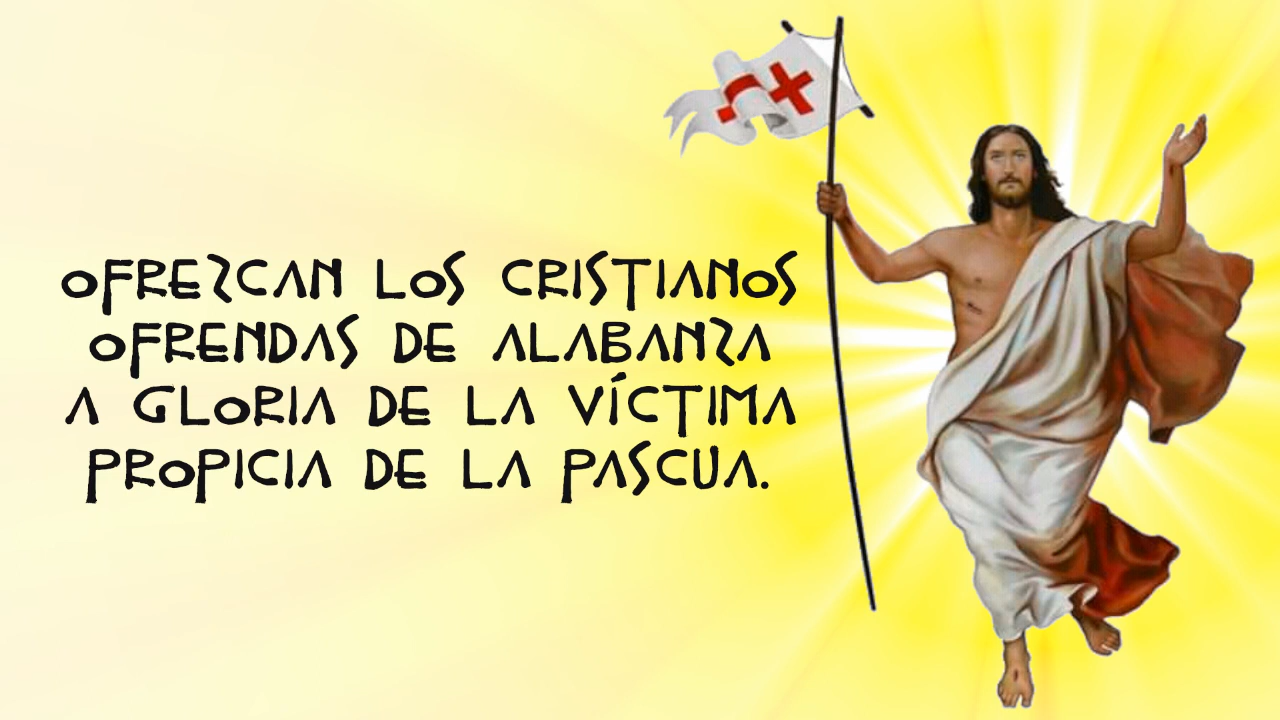 OFREZCAN LOS CRISTIANOS
OFRENDAS DE ALABANZA
A GLORIA DE LA VÍCTIMA
PROPICIA DE LA PASCUA.